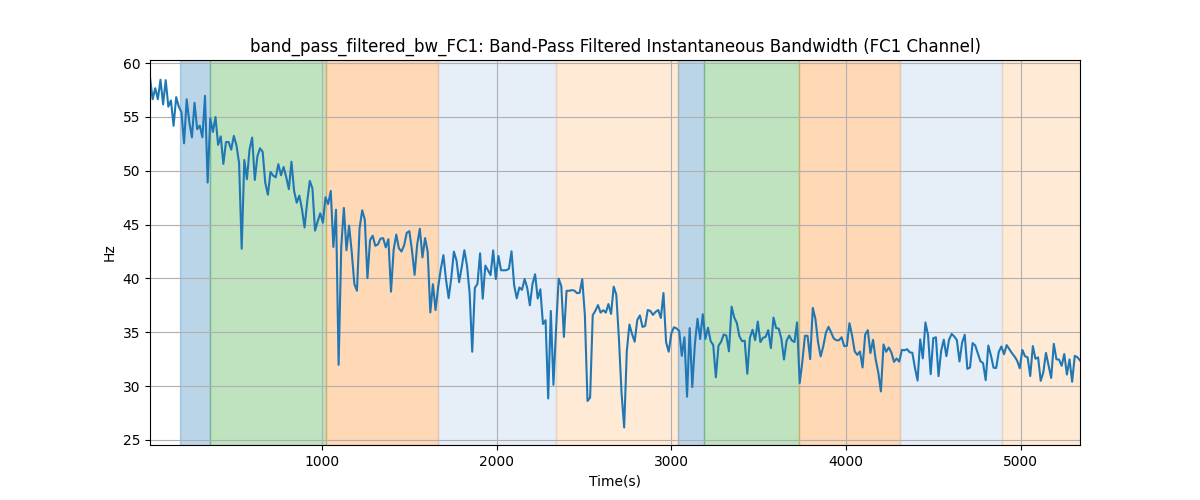 band_pass_filtered_bw_FC1: Band-Pass Filtered Instantaneous Bandwidth (FC1 Channel)
60
55
50
45
40
35
30
25
Hz
1000 2000 3000 4000 5000
Time(s)